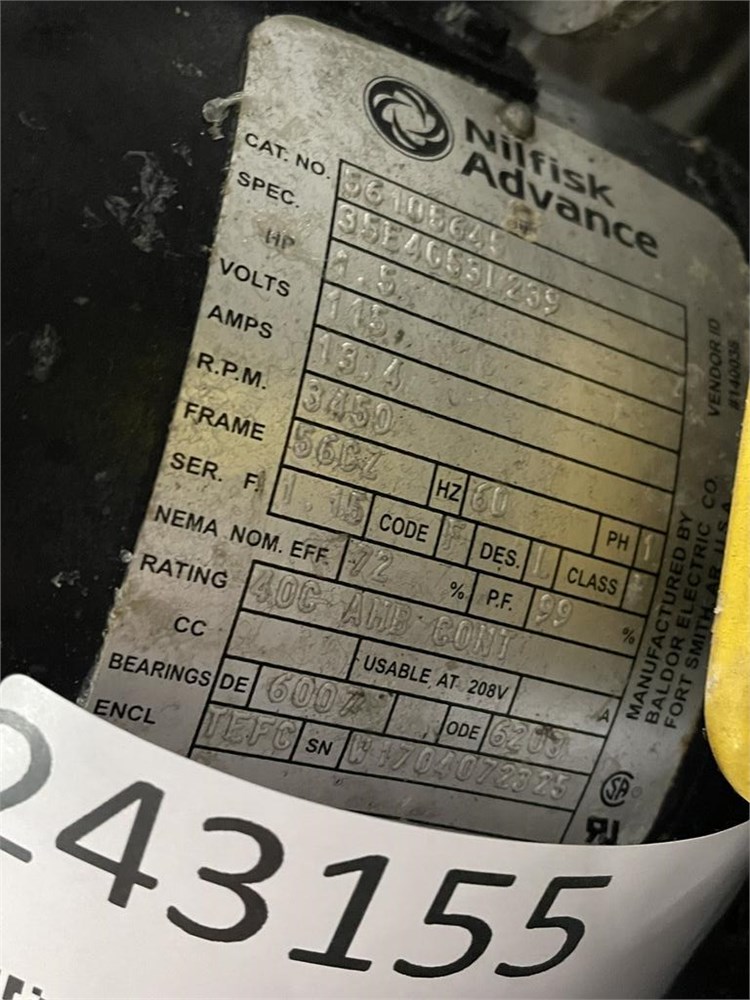 Nilfisk
Advance
CAT. NO. 56105645
SPEC. 35E4GS3L239
HP 1.5
VOLTS 115
AMPS 13.4
R.P.M. 3450
FRAME 56CZ HZ 60 PH 1
SER. F. 1.15 CODE F DES. L CLASS
NEMA NOM. EFF 72 % P.F. 99 %
RATING 40C AMB CONT
CC USABLE AT 208V A
BEARINGS DE 6007 ODE 6203
ENCL TEFC SN W1704072325
VENDOR ID
#140038
MANUFACTURED BY
BALDOR ELECTRIC CO.
FORT SMITH, AR U.S.A.
243155